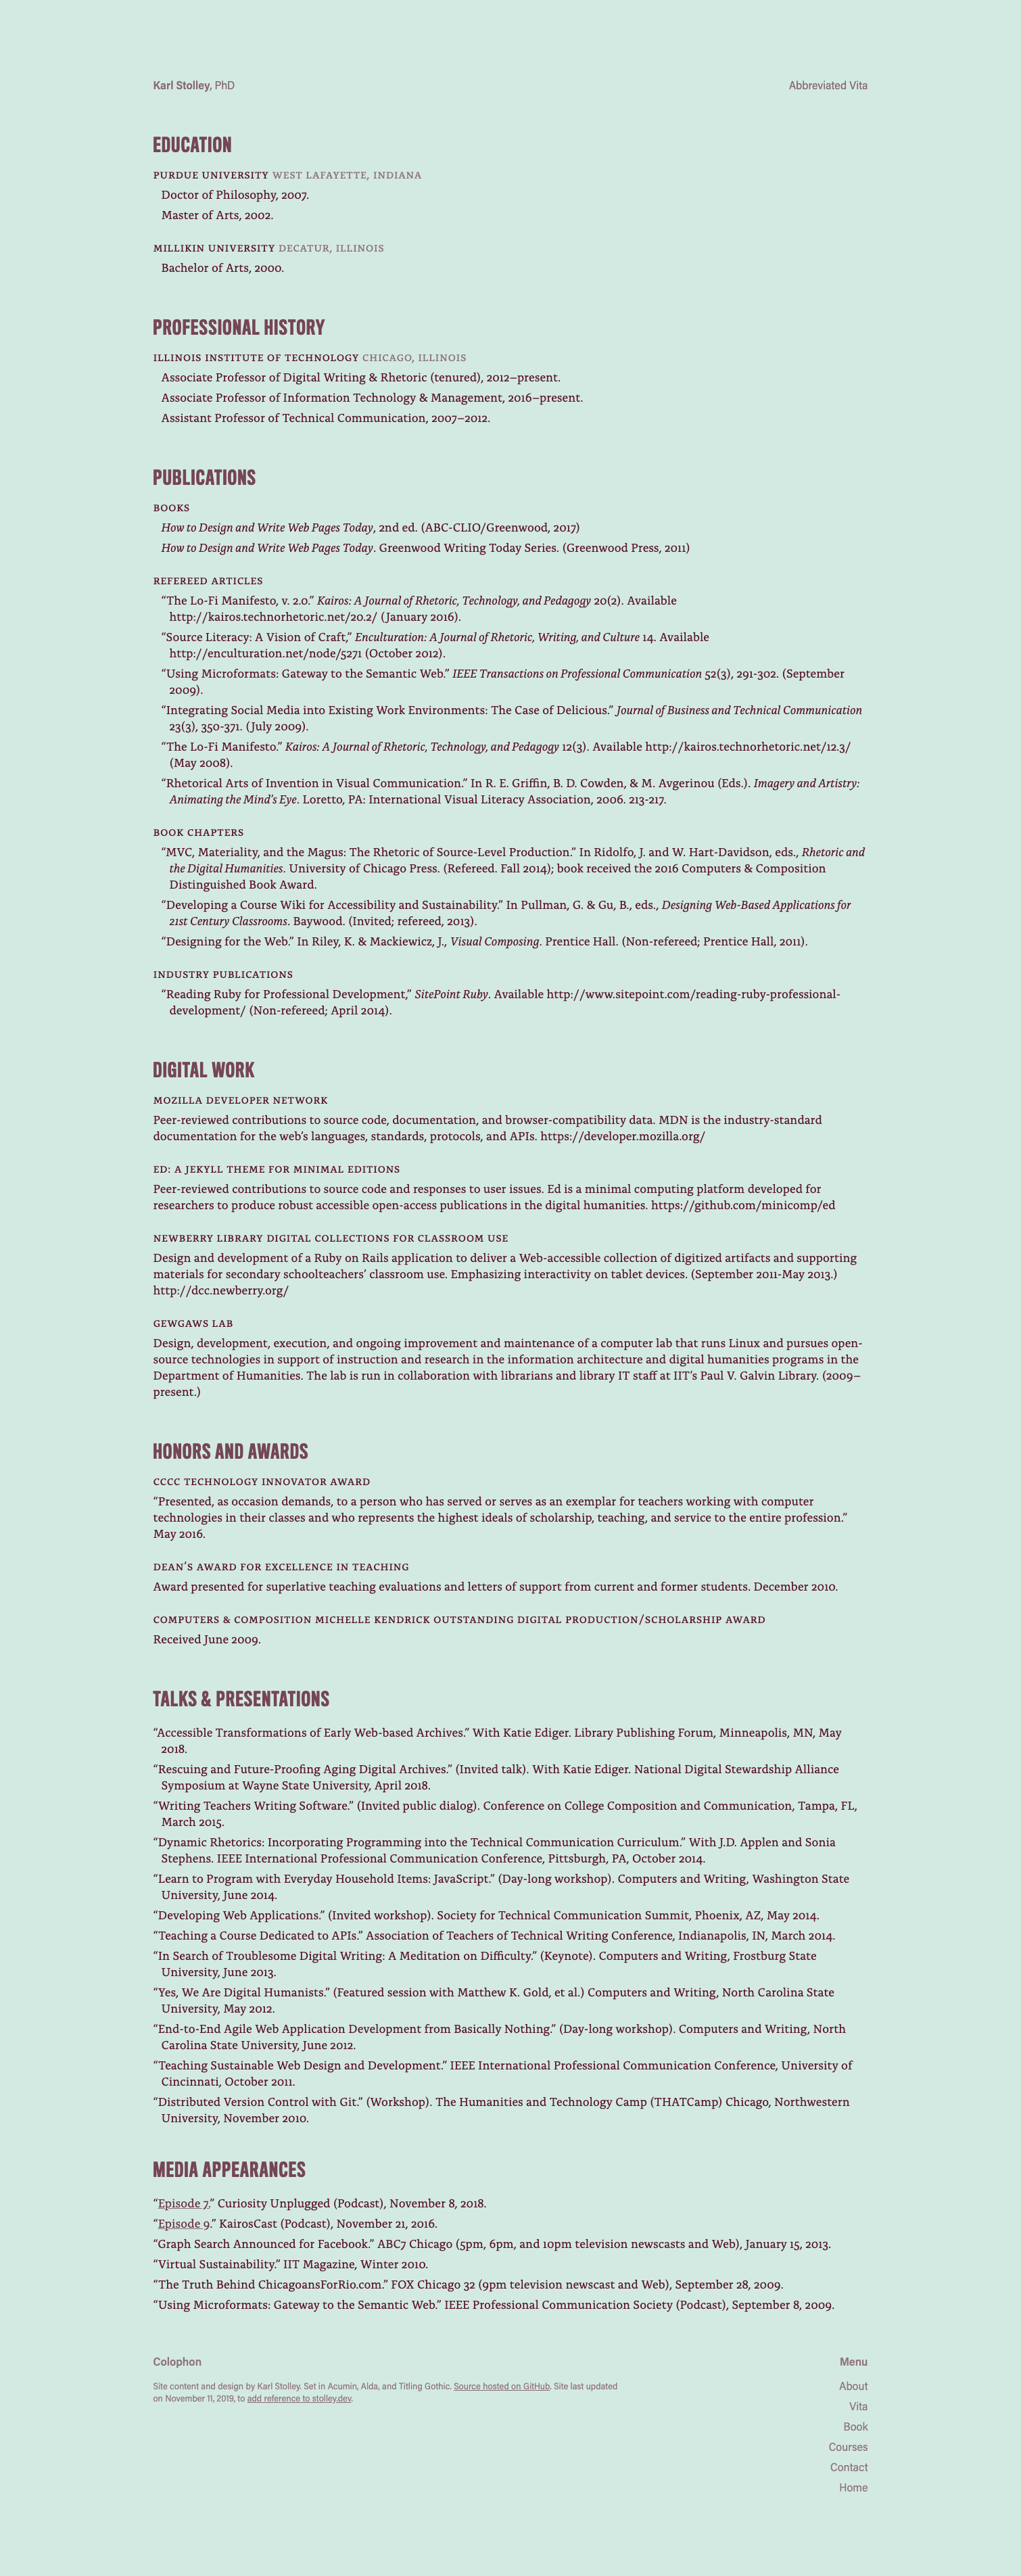 Karl Stolley, PhD
Abbreviated Vita
EDUCATION
PURDUE UNIVERSITY WEST LAFAYETTE, INDIANA
Doctor of Philosophy, 2007.
Master of Arts, 2002.
MILLIKIN UNIVERSITY DECATUR, ILLINOIS
Bachelor of Arts, 2000.
PROFESSIONAL HISTORY
ILLINOIS INSTITUTE OF TECHNOLOGY CHICAGO, ILLINOIS
Associate Professor of Digital Writing & Rhetoric (tenured), 2012–present.
Associate Professor of Information Technology & Management, 2016–present.
Assistant Professor of Technical Communication, 2007–2012.
PUBLICATIONS
BOOKS
How to Design and Write Web Pages Today, 2nd ed. (ABC-CLIO/Greenwood, 2017)
How to Design and Write Web Pages Today. Greenwood Writing Today Series. (Greenwood Press, 2011)
REFEREED ARTICLES
“The Lo-Fi Manifesto, v. 2.0.” Kairos: A Journal of Rhetoric, Technology, and Pedagogy 20(2). Available
http://kairos.technorhetoric.net/20.2/ (January 2016).
“Source Literacy: A Vision of Craft,” Enculturation: A Journal of Rhetoric, Writing, and Culture 14. Available
http://enculturation.net/node/5271 (October 2012).
“Using Microformats: Gateway to the Semantic Web.” IEEE Transactions on Professional Communication 52(3), 291-302. (September
2009).
“Integrating Social Media into Existing Work Environments: The Case of Delicious.” Journal of Business and Technical Communication
23(3), 350-371. (July 2009).
“The Lo-Fi Manifesto.” Kairos: A Journal of Rhetoric, Technology, and Pedagogy 12(3). Available http://kairos.technorhetoric.net/12.3/
(May 2008).
“Rhetorical Arts of Invention in Visual Communication.” In R. E. Griffin, B. D. Cowden, & M. Avgerinou (Eds.). Imagery and Artistry:
Animating the Mind’s Eye. Loretto, PA: International Visual Literacy Association, 2006. 213-217.
BOOK CHAPTERS
“MVC, Materiality, and the Magus: The Rhetoric of Source-Level Production.” In Ridolfo, J. and W. Hart-Davidson, eds., Rhetoric and
the Digital Humanities. University of Chicago Press. (Refereed. Fall 2014); book received the 2016 Computers & Composition
Distinguished Book Award.
“Developing a Course Wiki for Accessibility and Sustainability.” In Pullman, G. & Gu, B., eds., Designing Web-Based Applications for
21st Century Classrooms. Baywood. (Invited; refereed, 2013).
“Designing for the Web.” In Riley, K. & Mackiewicz, J., Visual Composing. Prentice Hall. (Non-refereed; Prentice Hall, 2011).
INDUSTRY PUBLICATIONS
“Reading Ruby for Professional Development,” SitePoint Ruby. Available http://www.sitepoint.com/reading-ruby-professional-
development/ (Non-refereed; April 2014).
DIGITAL WORK
MOZILLA DEVELOPER NETWORK
Peer-reviewed contributions to source code, documentation, and browser-compatibility data. MDN is the industry-standard
documentation for the web’s languages, standards, protocols, and APIs. https://developer.mozilla.org/
ED: A JEKYLL THEME FOR MINIMAL EDITIONS
Peer-reviewed contributions to source code and responses to user issues. Ed is a minimal computing platform developed for
researchers to produce robust accessible open-access publications in the digital humanities. https://github.com/minicomp/ed
NEWBERRY LIBRARY DIGITAL COLLECTIONS FOR CLASSROOM USE
Design and development of a Ruby on Rails application to deliver a Web-accessible collection of digitized artifacts and supporting
materials for secondary schoolteachers’ classroom use. Emphasizing interactivity on tablet devices. (September 2011-May 2013.)
http://dcc.newberry.org/
GEWGAWS LAB
Design, development, execution, and ongoing improvement and maintenance of a computer lab that runs Linux and pursues open-
source technologies in support of instruction and research in the information architecture and digital humanities programs in the
Department of Humanities. The lab is run in collaboration with librarians and library IT staff at IIT’s Paul V. Galvin Library. (2009–
present.)
HONORS AND AWARDS
CCCC TECHNOLOGY INNOVATOR AWARD
“Presented, as occasion demands, to a person who has served or serves as an exemplar for teachers working with computer
technologies in their classes and who represents the highest ideals of scholarship, teaching, and service to the entire profession.”
May 2016.
DEAN’S AWARD FOR EXCELLENCE IN TEACHING
Award presented for superlative teaching evaluations and letters of support from current and former students. December 2010.
COMPUTERS & COMPOSITION MICHELLE KENDRICK OUTSTANDING DIGITAL PRODUCTION/SCHOLARSHIP AWARD
Received June 2009.
TALKS & PRESENTATIONS
“Accessible Transformations of Early Web-based Archives.” With Katie Ediger. Library Publishing Forum, Minneapolis, MN, May
2018.
“Rescuing and Future-Proofing Aging Digital Archives.” (Invited talk). With Katie Ediger. National Digital Stewardship Alliance
Symposium at Wayne State University, April 2018.
“Writing Teachers Writing Software.” (Invited public dialog). Conference on College Composition and Communication, Tampa, FL,
March 2015.
“Dynamic Rhetorics: Incorporating Programming into the Technical Communication Curriculum.” With J.D. Applen and Sonia
Stephens. IEEE International Professional Communication Conference, Pittsburgh, PA, October 2014.
“Learn to Program with Everyday Household Items: JavaScript.” (Day-long workshop). Computers and Writing, Washington State
University, June 2014.
“Developing Web Applications.” (Invited workshop). Society for Technical Communication Summit, Phoenix, AZ, May 2014.
“Teaching a Course Dedicated to APIs.” Association of Teachers of Technical Writing Conference, Indianapolis, IN, March 2014.
“In Search of Troublesome Digital Writing: A Meditation on Difficulty.” (Keynote). Computers and Writing, Frostburg State
University, June 2013.
“Yes, We Are Digital Humanists.” (Featured session with Matthew K. Gold, et al.) Computers and Writing, North Carolina State
University, May 2012.
“End-to-End Agile Web Application Development from Basically Nothing.” (Day-long workshop). Computers and Writing, North
Carolina State University, June 2012.
“Teaching Sustainable Web Design and Development.” IEEE International Professional Communication Conference, University of
Cincinnati, October 2011.
“Distributed Version Control with Git.” (Workshop). The Humanities and Technology Camp (THATCamp) Chicago, Northwestern
University, November 2010.
MEDIA APPEARANCES
“Episode 7.” Curiosity Unplugged (Podcast), November 8, 2018.
“Episode 9.” KairosCast (Podcast), November 21, 2016.
“Graph Search Announced for Facebook.” ABC7 Chicago (5pm, 6pm, and 10pm television newscasts and Web), January 15, 2013.
“Virtual Sustainability.” IIT Magazine, Winter 2010.
“The Truth Behind ChicagoansForRio.com.” FOX Chicago 32 (9pm television newscast and Web), September 28, 2009.
“Using Microformats: Gateway to the Semantic Web.” IEEE Professional Communication Society (Podcast), September 8, 2009.
Colophon
Site content and design by Karl Stolley. Set in Acumin, Alda, and Titling Gothic. Source hosted on GitHub. Site last updated
on November 11, 2019, to add reference to stolley.dev.
Menu
About
Vita
Book
Courses
Contact
Home